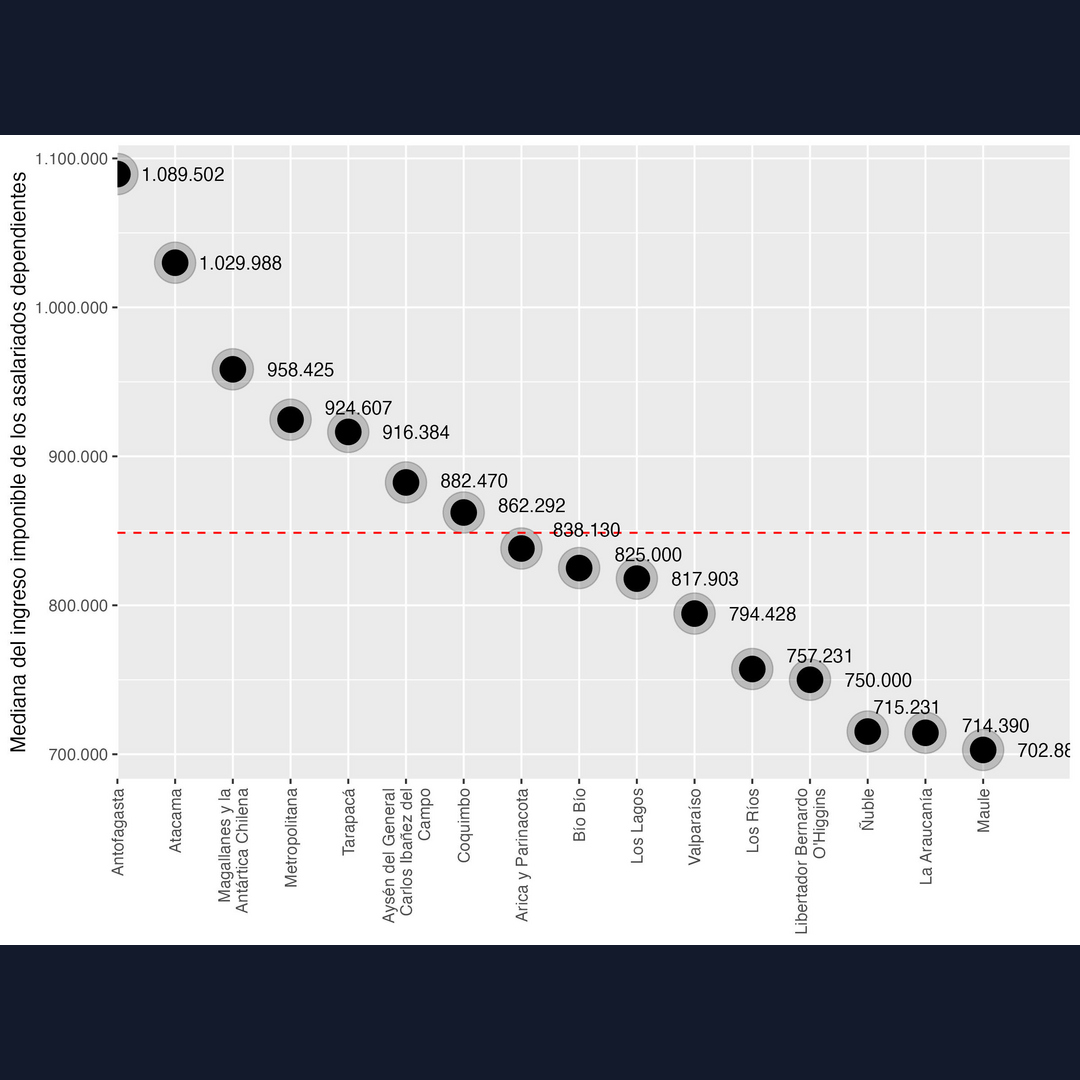 Mediana del ingreso imponible de los asalariados dependientes
1.100.000
1.000.000
900.000
800.000
700.000
1.089.502
1.029.988
958.425
924.607
916.384
882.470
862.292
838.130
825.000
817.903
794.428
757.231
750.000
715.231
714.390
Antofagasta
Atacama
Magallanes y la
Antártica Chilena
Metropolitana
Tarapacá
Aysén del General
Carlos Ibañez del
Campo
Coquimbo
Arica y Parinacota
Bío Bío
Los Lagos
Valparaíso
Los Ríos
Libertador Bernardo
O'Higgins
Ñuble
La Araucanía
Maule